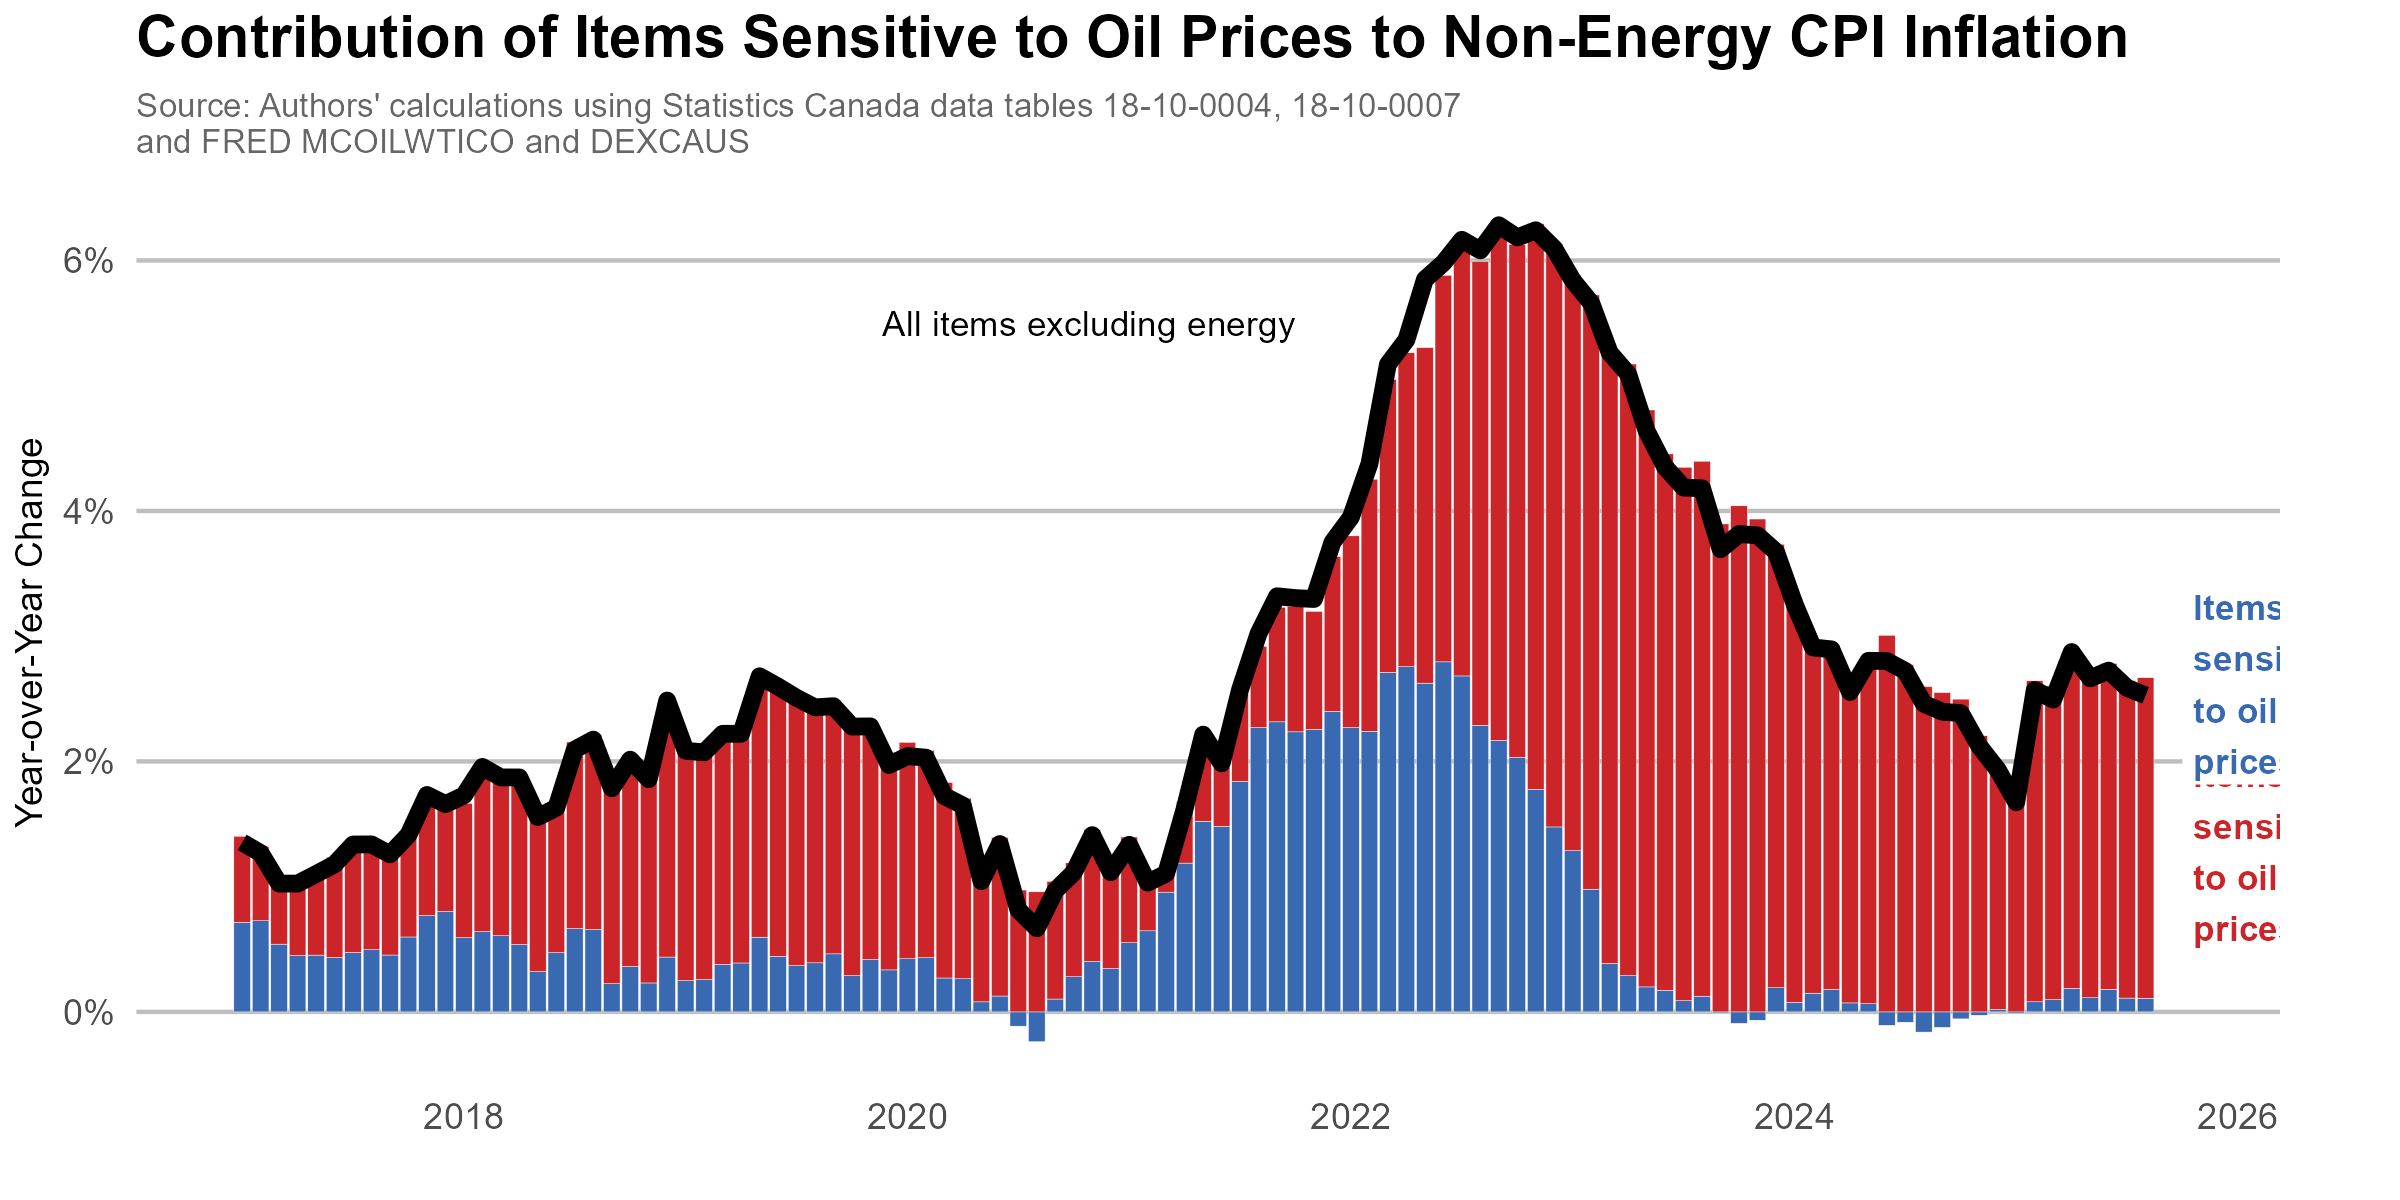 Contribution of Items Sensitive to Oil Prices to Non-Energy CPI Inflation
Source: Authors' calculations using Statistics Canada data tables 18-10-0004, 18-10-0007
and FRED MCOILWTICO and DEXCAUS
Year-over-Year Change
6%
4%
2%
0%
All items excluding energy
Items
sensi
to oil
price
sensi
to oil
price
2018
2020
2022
2024
2026